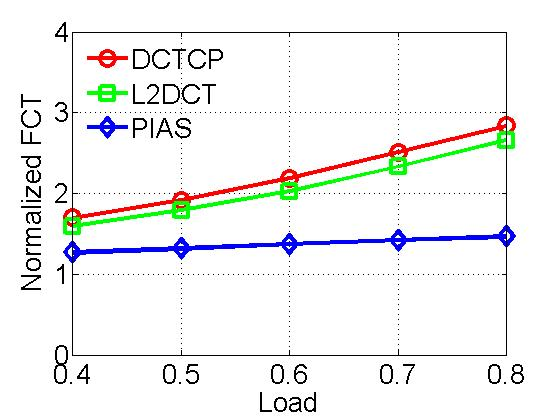 4
3
2
1
0
Normalized FCT
DCTCP
L2DCT
PIAS
0.4 0.5 0.6 0.7 0.8
Load